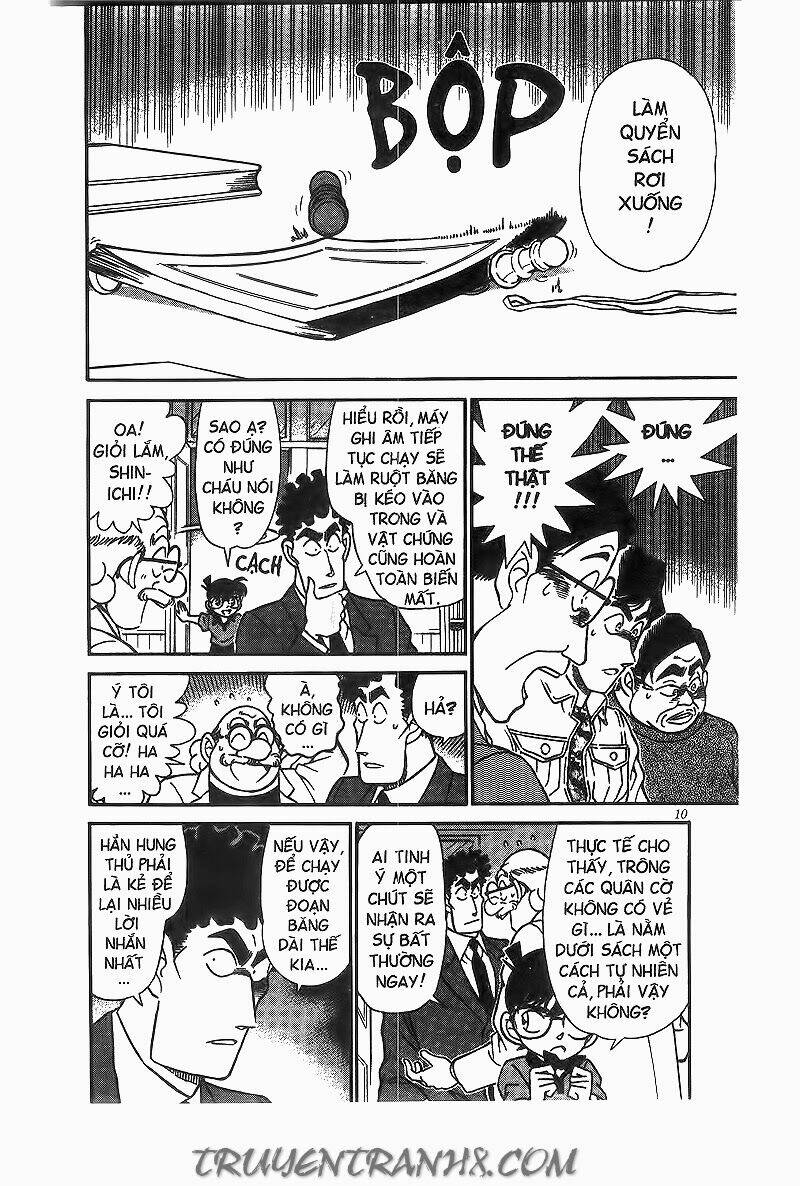 BỘP
LÀM
QUYỂN
SÁCH
RƠI
XUỐNG
!
OA!
GIỎI LẮM,
SHIN-
ICHI!!
SAO Ạ?
CÓ ĐÚNG
NHƯ
CHÁU NÓI
KHÔNG
?
CẠCH
HIỂU RỒI, MÁY
GHI ÂM TIẾP
TỤC CHẠY SẼ
LÀM RUỘT BĂNG
BỊ KÉO VÀO
TRONG VÀ
VẬT CHỨNG
CŨNG HOÀN
TOÀN BIẾN
MẤT.
ĐÚNG
THẾ
THẬT
!!!
ĐÚNG
...
Ý TÔI
LÀ... TÔI
GIỎI QUÁ
CỠ! HA
HA HA
...
À,
KHÔNG
CÓ GÌ
...
HẢ?
10
HẮN HUNG
THỦ PHẢI
LÀ KẺ ĐỂ
LẠI NHIỀU
LỜI
NHẮN
NHẤT...
NẾU VẬY,
ĐỂ CHẠY
ĐƯỢC
ĐOẠN
BĂNG
DÀI THẾ
KIA...
AI TINH
Ý MỘT
CHÚT SẼ
NHẬN RA
SỰ BẤT
THƯỜNG
NGAY!
THỰC TẾ CHO
THẤY, TRÔNG
CÁC QUÂN CỜ
KHÔNG CÓ VẺ
GÌ... LÀ NẰM
DƯỚI SÁCH MỘT
CÁCH TỰ NHIÊN
CẢ, PHẢI VẬY
KHÔNG?
TRUYENTRANH8.COM